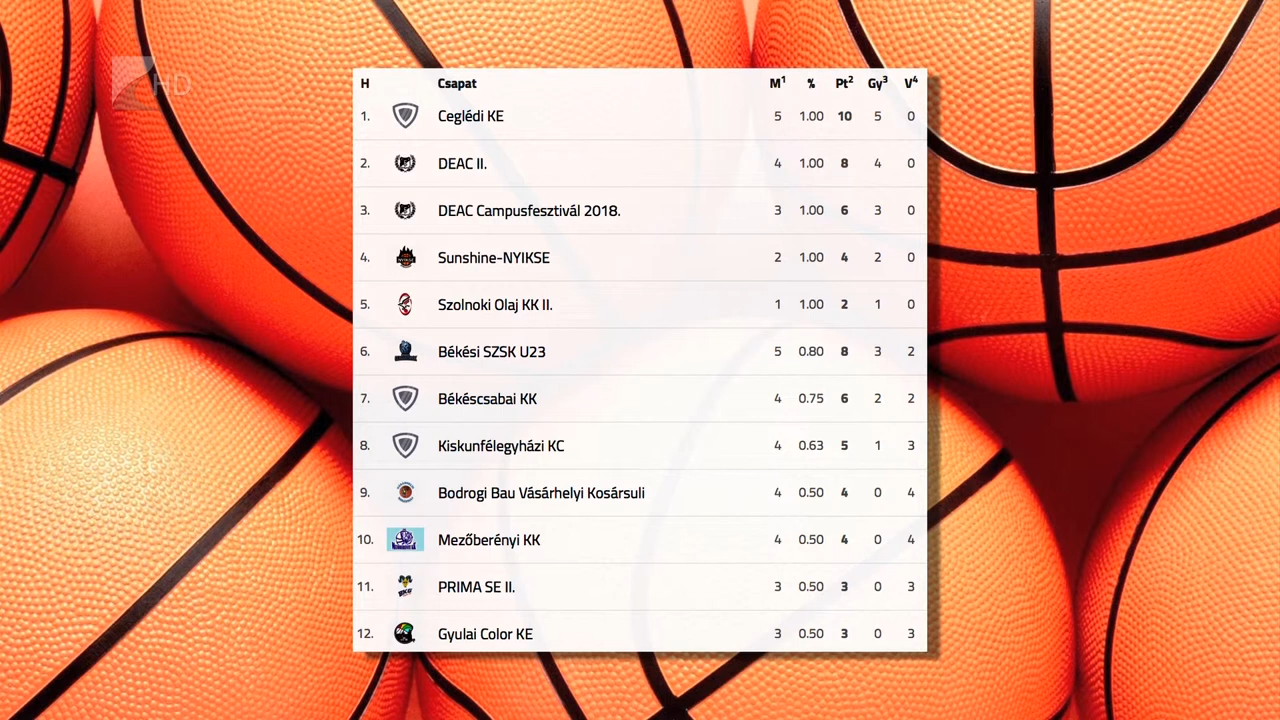 HD
H Csapat M¹ % Pt² Gy³ V⁴
1. Ceglédi KE 5 1.00 10 5 0
2. DEAC II. 4 1.00 8 4 0
3. DEAC Campusfesztivál 2018. 3 1.00 6 3 0
4. Sunshine-NYIKSE 2 1.00 4 2 0
5. Szolnoki Olaj KK II. 1 1.00 2 1 0
6. Békési SZSK U23 5 0.80 8 3 2
7. Békéscsabai KK 4 0.75 6 2 2
8. Kiskunfélegyházi KC 4 0.63 5 1 3
9. Bodrogi Bau Vásárhelyi Kosársuli 4 0.50 4 0 4
10. Mezőberényi KK 4 0.50 4 0 4
11. PRIMA SE II. 3 0.50 3 0 3
12. Gyulai Color KE 3 0.50 3 0 3